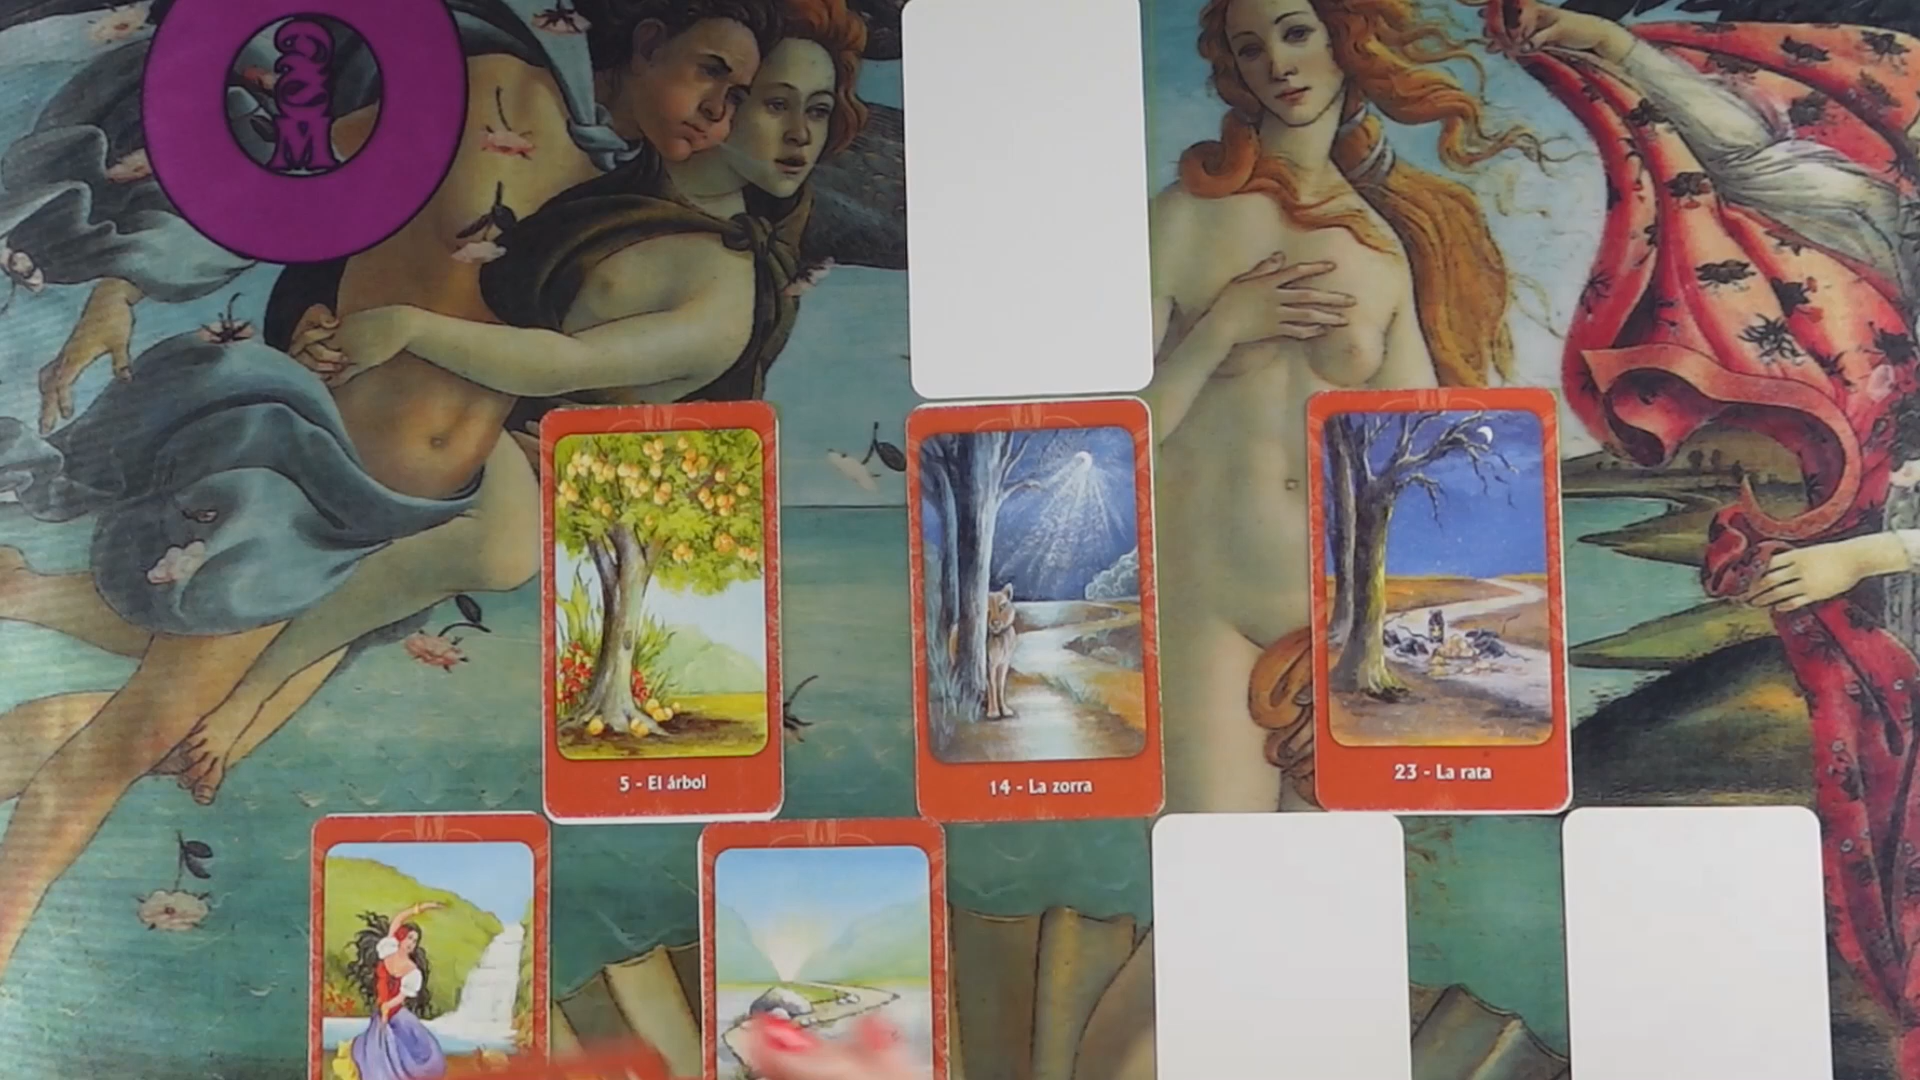 5 - El árbol
14 - La zorra
23 - La rata